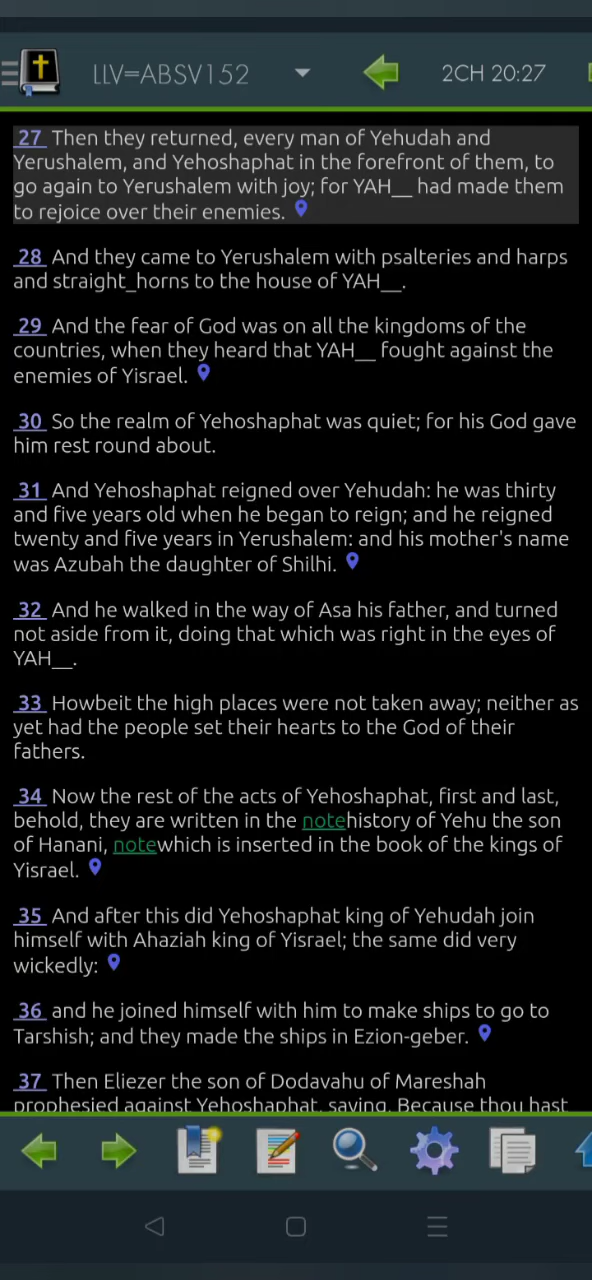 LLV=ABSV152
2CH 20:27
27 Then they returned, every man of Yehudah and
Yerushalem, and Yehoshaphat in the forefront of them, to
go again to Yerushalem with joy; for YAH__ had made them
to rejoice over their enemies.
28 And they came to Yerushalem with psalteries and harps
and straight_horns to the house of YAH__.
29 And the fear of God was on all the kingdoms of the
countries, when they heard that YAH__ fought against the
enemies of Yisrael.
30 So the realm of Yehoshaphat was quiet; for his God gave
him rest round about.
31 And Yehoshaphat reigned over Yehudah: he was thirty
and five years old when he began to reign; and he reigned
twenty and five years in Yerushalem: and his mother's name
was Azubah the daughter of Shilhi.
32 And he walked in the way of Asa his father, and turned
not aside from it, doing that which was right in the eyes of
YAH__.
33 Howbeit the high places were not taken away; neither as
yet had the people set their hearts to the God of their
fathers.
34 Now the rest of the acts of Yehoshaphat, first and last,
behold, they are written in the notehistory of Yehu the son
of Hanani, notewhich is inserted in the book of the kings of
Yisrael.
35 And after this did Yehoshaphat king of Yehudah join
himself with Ahaziah king of Yisrael; the same did very
wickedly:
36 and he joined himself with him to make ships to go to
Tarshish; and they made the ships in Ezion-geber.
37 Then Eliezer the son of Dodavahu of Mareshah
prophesied against Yehoshaphat, saying, Because thou hast